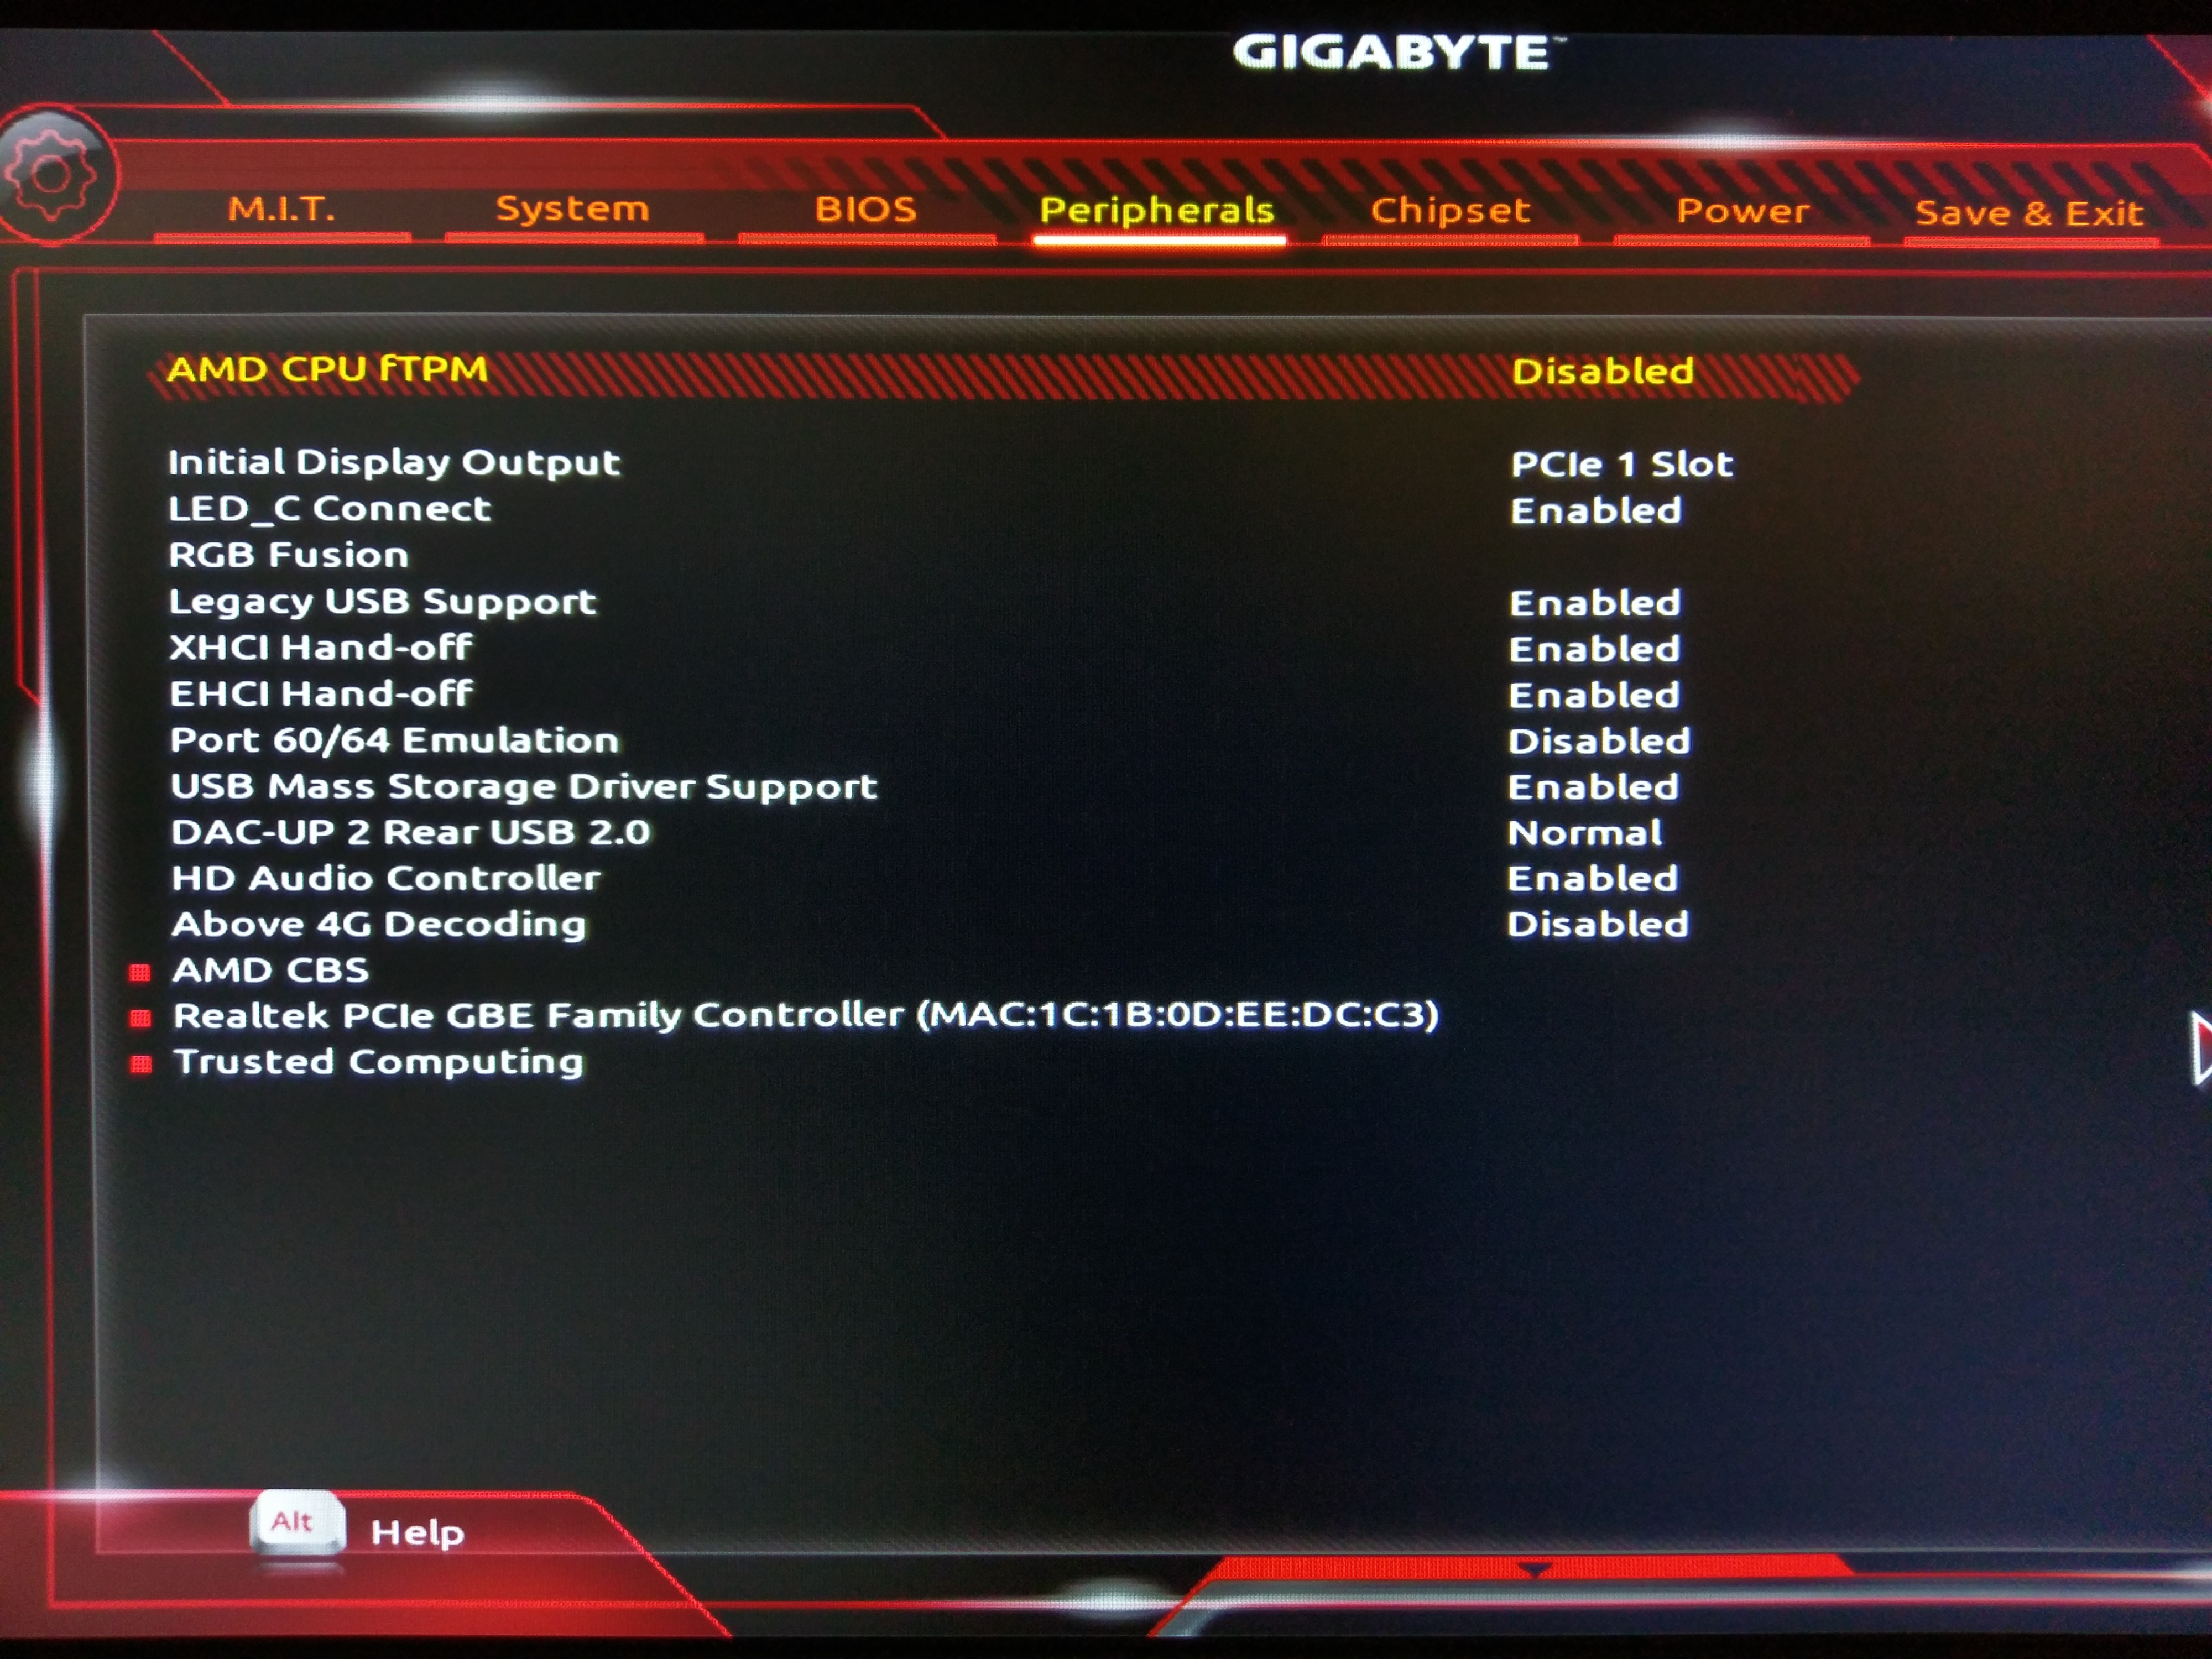 GIGABYTE™
M.I.T. System BIOS Peripherals Chipset Power Save & Exit
AMD CPU fTPM Disabled
Initial Display Output PCIe 1 Slot
LED_C Connect Enabled
RGB Fusion
Legacy USB Support Enabled
XHCI Hand-off Enabled
EHCI Hand-off Enabled
Port 60/64 Emulation Disabled
USB Mass Storage Driver Support Enabled
DAC-UP 2 Rear USB 2.0 Normal
HD Audio Controller Enabled
Above 4G Decoding Disabled
AMD CBS
Realtek PCIe GBE Family Controller (MAC:1C:1B:0D:EE:DC:C3)
Trusted Computing
Alt Help